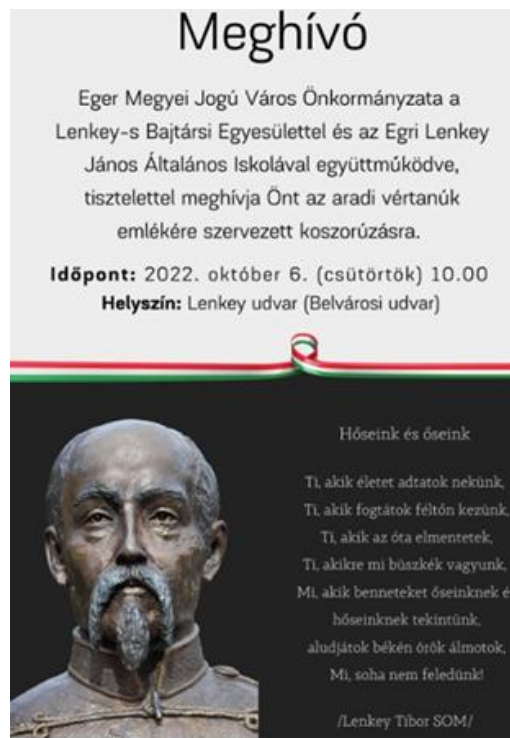 Meghívó
Eger Megyei Jogú Város Önkormányzata a
Lenkey-s Bajtársi Egyesülettel és az Egri Lenkey
János Általános Iskolával együttműködve,
tisztelettel meghívja Önt az aradi vértanúk
emlékére szervezett koszorúzásra.
Időpont: 2022. október 6. (csütörtök) 10.00
Helyszín: Lenkey udvar (Belvárosi udvar)
Hőseink és őseink
Ti, akik életet adtatok nekünk,
Ti, akik fogtátok féltőn kezünk,
Ti, akik az óta elmentetek,
Ti, akikre mi büszkék vagyunk,
Mi, akik benneteket őseinknek é
hőseinknek tekintünk,
aludjátok békén örök álmotok,
Mi, soha nem feledünk!
/Lenkey Tibor SOM/